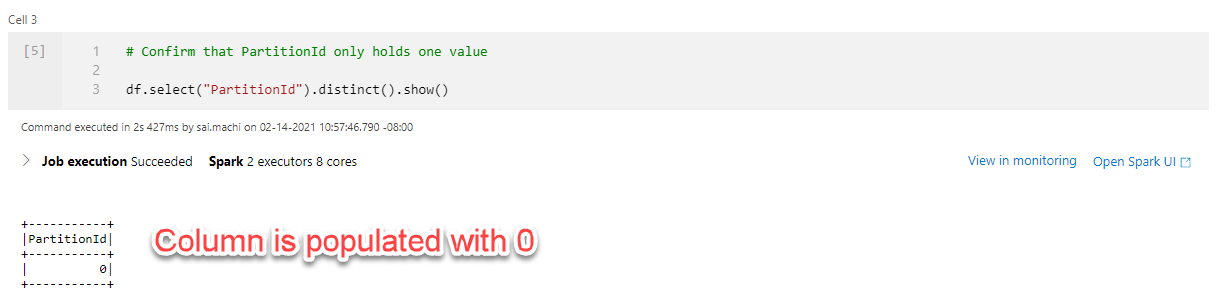 Cell 3
[5]
1 # Confirm that PartitionId only holds one value
2
3 df.select("PartitionId").distinct().show()
Command executed in 2s 427ms by sai.machi on 02-14-2021 10:57:46.790 -08:00
> Job execution Succeeded Spark 2 executors 8 cores View in monitoring Open Spark UI
+-----------+
|PartitionId|
+-----------+
|          0|
+-----------+
Column is populated with 0